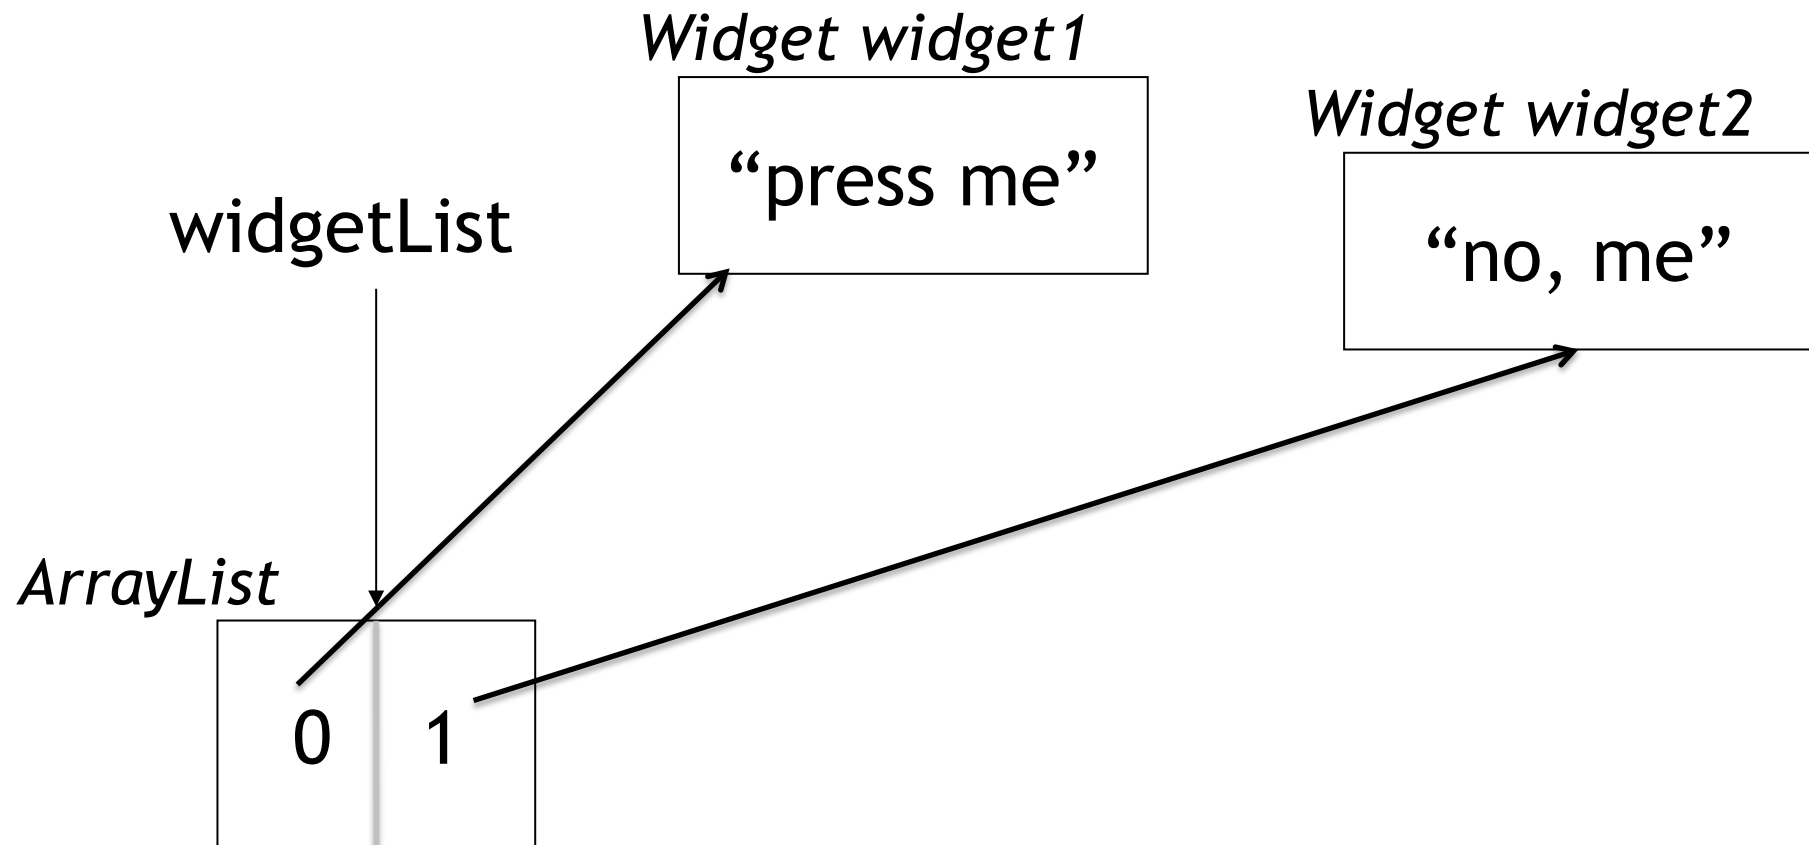 Widget widget1
“press me”
Widget widget2
“no, me”
widgetList
ArrayList
0 1